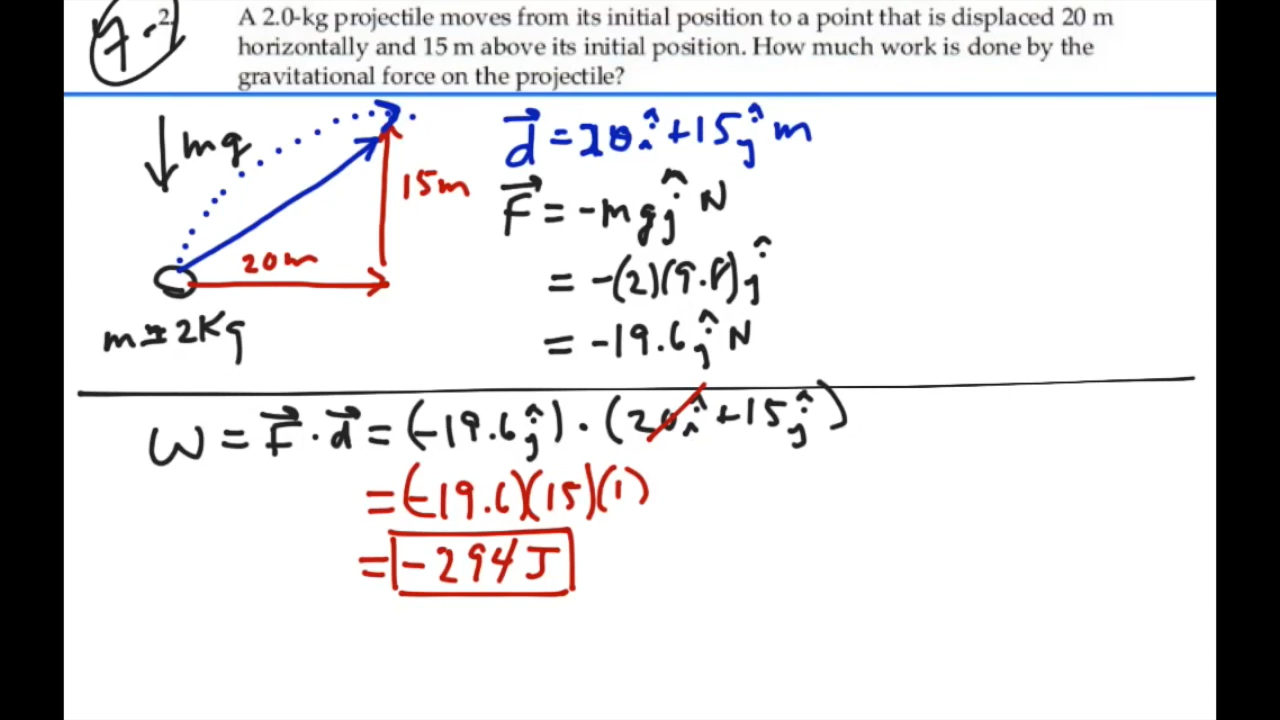 7.2
A 2.0-kg projectile moves from its initial position to a point that is displaced 20 m
horizontally and 15 m above its initial position. How much work is done by the
gravitational force on the projectile?
mg
15m
20m
m = 2Kg
d⃗ = 20î + 15ĵ m
F⃗ = -mgĵ N
= -(2)(9.8)ĵ
= -19.6ĵ N
W = F⃗ · d⃗ = (-19.6ĵ) · (20î + 15ĵ)
= (-19.6)(15)(1)
= -294 J